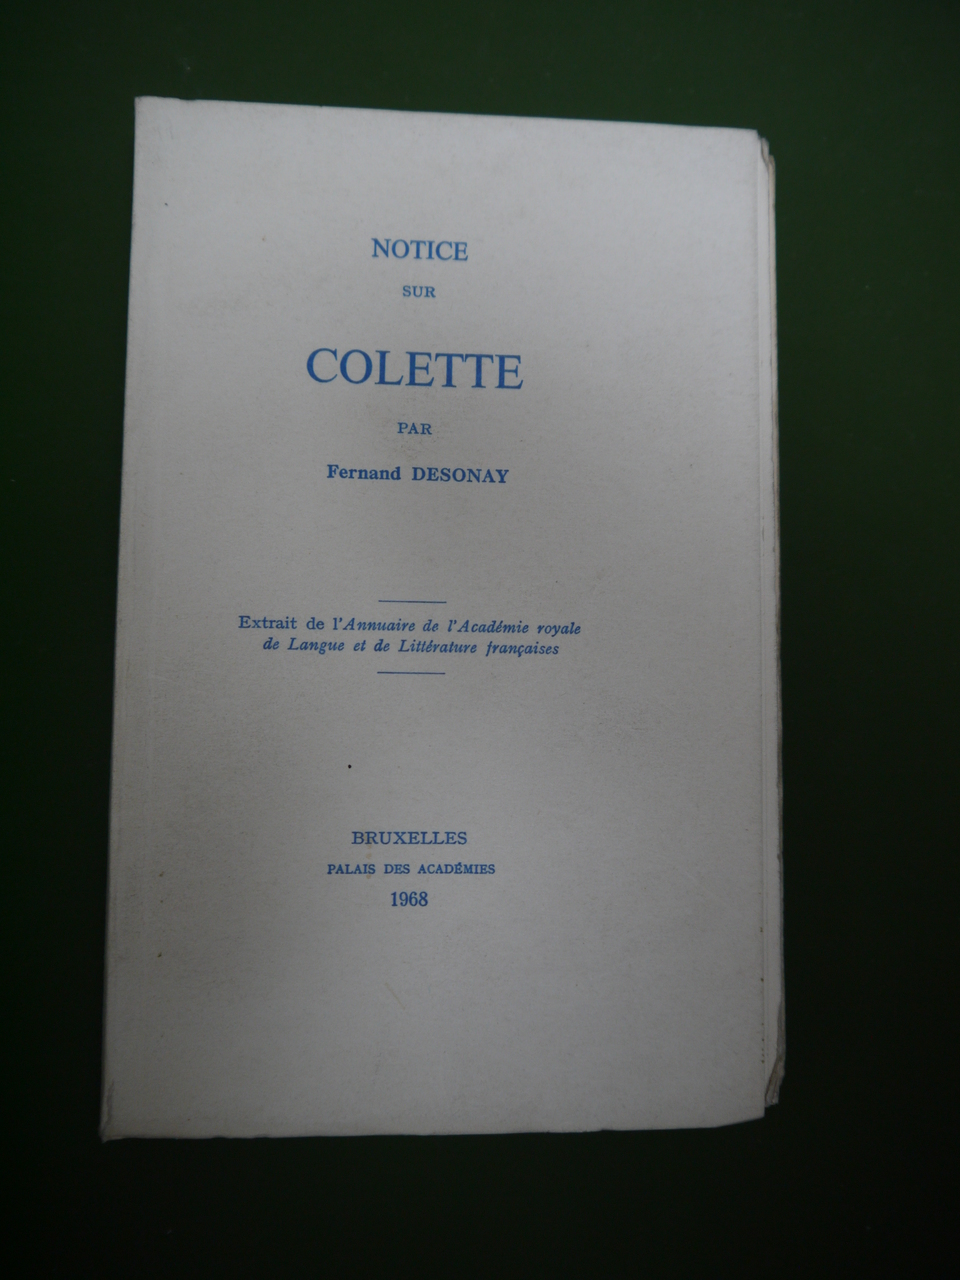 NOTICE
SUR
COLETTE
PAR
Fernand DESONAY
Extrait de l'Annuaire de l'Académie royale
de Langue et de Littérature françaises
BRUXELLES
PALAIS DES ACADÉMIES
1968